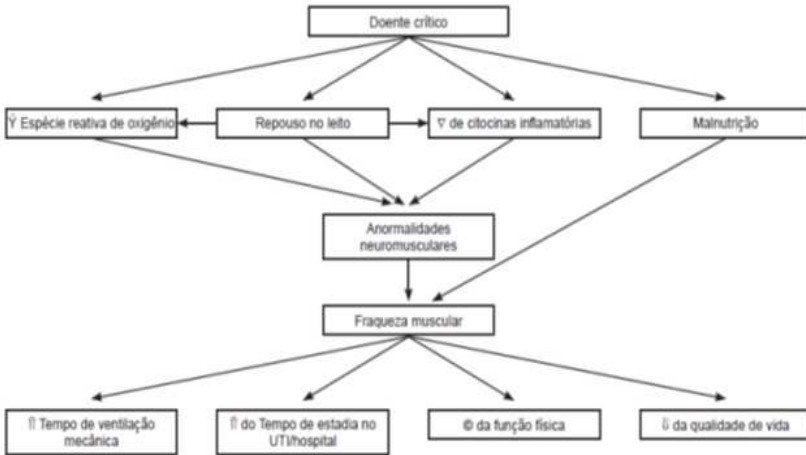 Doente crítico
Ÿ Espécie reativa de oxigênio
Repouso no leito
∇ de citocinas inflamatórias
Malnutrição
Anormalidades
neuromusculares
Fraqueza muscular
⇑ Tempo de ventilação
mecânica
⇑ do Tempo de estadia no
UTI/hospital
© da função física
⇓ da qualidade de vida